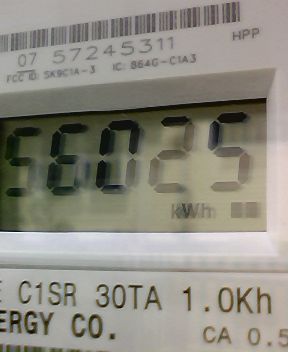 07 57245311
HPP
FCC ID: SK9C1A-3 IC: 864G-C1A3
56025
kWh
E C1SR 30TA 1.0Kh
ERGY CO.
CA 0.5